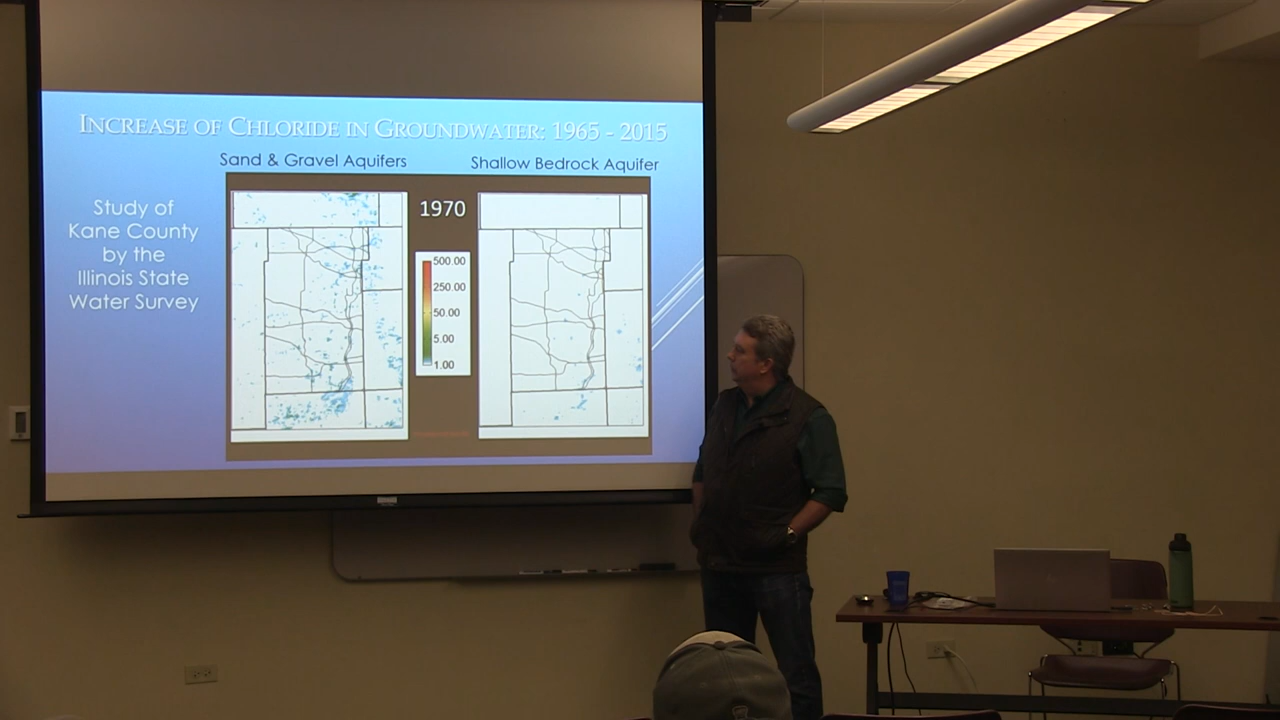 INCREASE OF CHLORIDE IN GROUNDWATER: 1965 - 2015
Sand & Gravel Aquifers
Shallow Bedrock Aquifer
Study of
Kane County
by the
Illinois State
Water Survey
1970
500.00
250.00
50.00
5.00
1.00